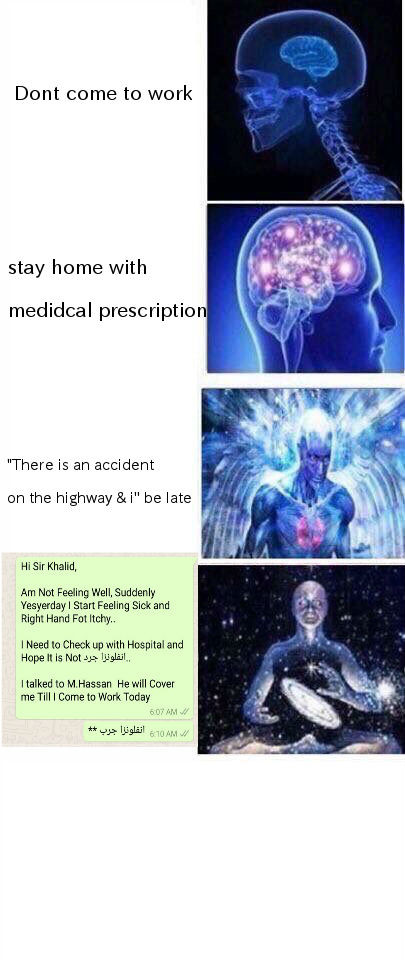 Dont come to work
stay home with
medidcal prescription
"There is an accident
on the highway & i" be late
Hi Sir Khalid,
Am Not Feeling Well, Suddenly
Yesyerday I Start Feeling Sick and
Right Hand Fot Itchy..
I Need to Check up with Hospital and
Hope It is Not انفلونزا جرد..
I talked to M.Hassan He will Cover
me Till I Come to Work Today
6:07 AM
** انفلونزا جرب
6:10 AM